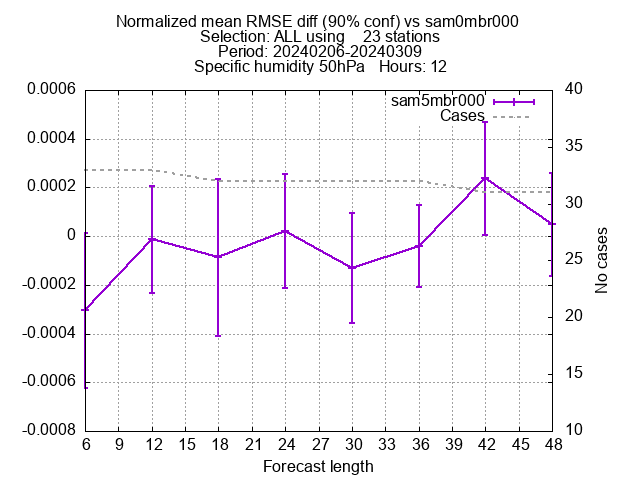 Normalized mean RMSE diff (90% conf) vs sam0mbr000
Selection: ALL using    23 stations
Period: 20240206-20240309
Specific humidity 50hPa   Hours: 12
sam5mbr000
Cases
0.0006
0.0004
0.0002
0
-0.0002
-0.0004
-0.0006
-0.0008
40
35
30
25
20
15
10
No cases
6 9 12 15 18 21 24 27 30 33 36 39 42 45 48
Forecast length